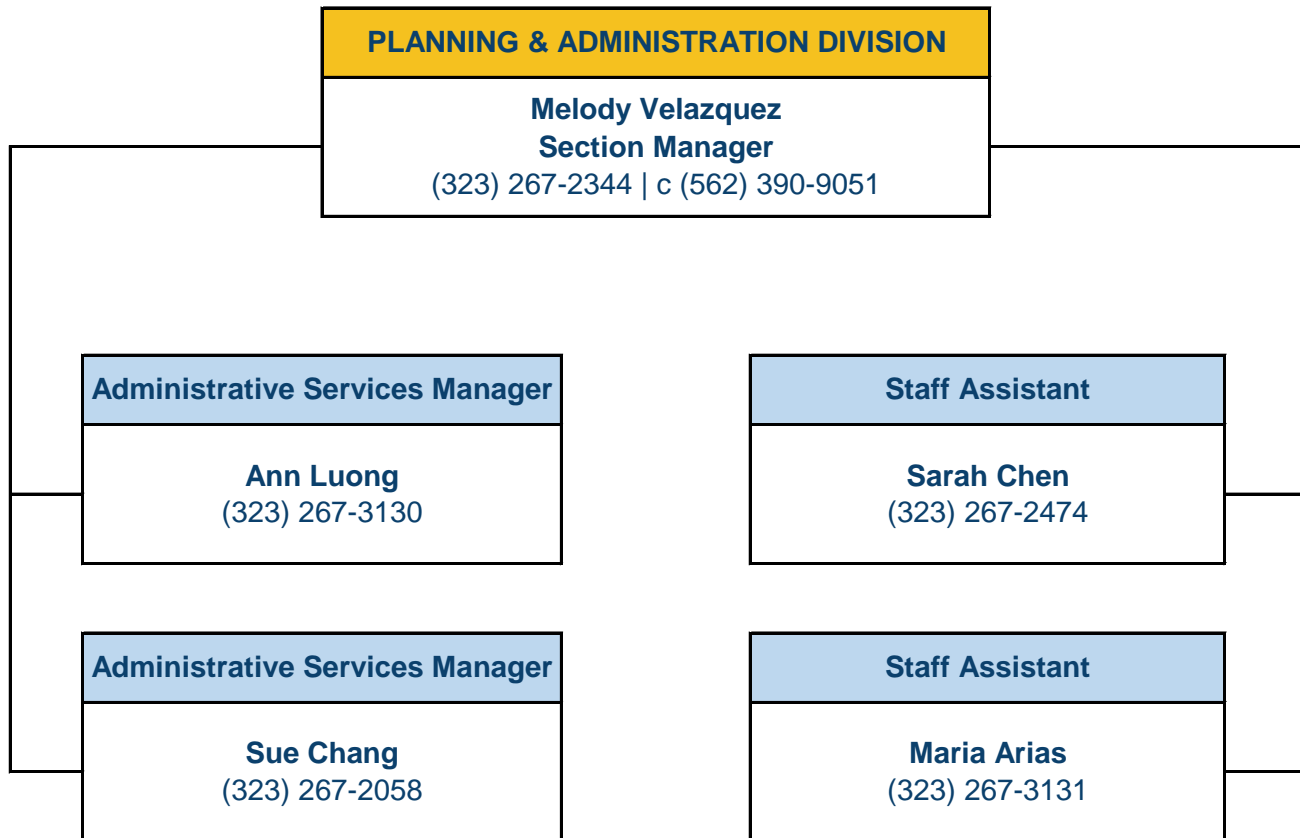 PLANNING & ADMINISTRATION DIVISION
Melody Velazquez
Section Manager
(323) 267-2344 | c (562) 390-9051
Administrative Services Manager
Ann Luong
(323) 267-3130
Staff Assistant
Sarah Chen
(323) 267-2474
Administrative Services Manager
Sue Chang
(323) 267-2058
Staff Assistant
Maria Arias
(323) 267-3131